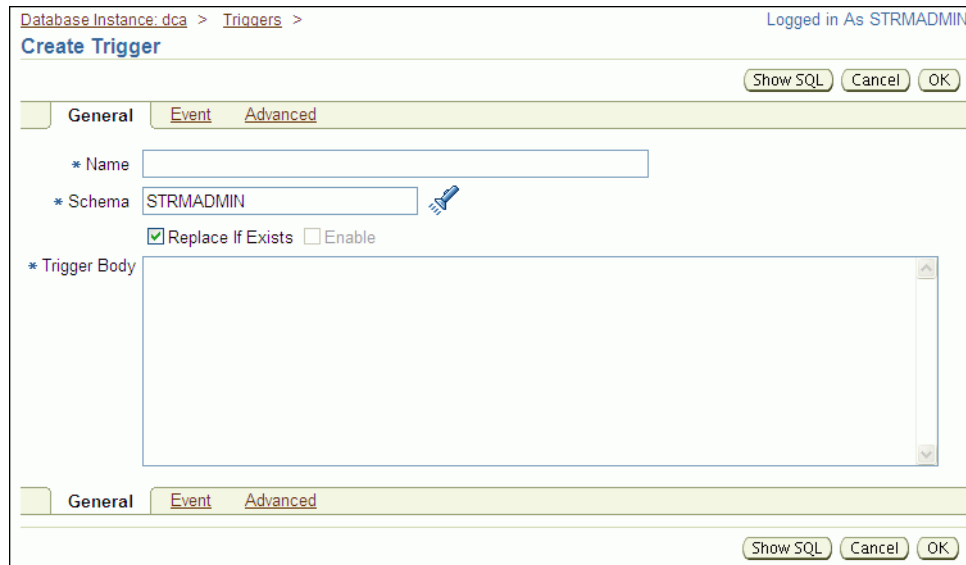 Database Instance: dca > Triggers > Logged in As STRMADMIN
Create Trigger
Show SQL Cancel OK
General Event Advanced
* Name
* Schema STRMADMIN
Replace If Exists Enable
* Trigger Body
General Event Advanced
Show SQL Cancel OK